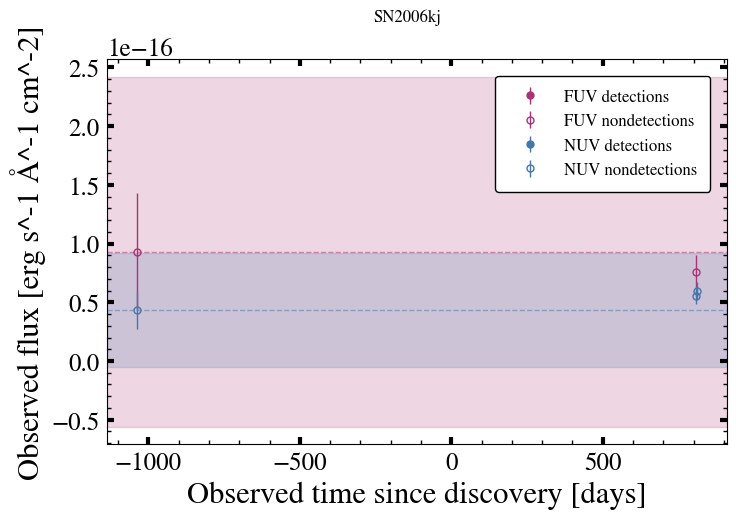 SN2006kj
1e−16
2.5
2.0
1.5
1.0
0.5
0.0
−0.5
Observed flux [erg s^-1 Å^-1 cm^-2]
FUV detections
FUV nondetections
NUV detections
NUV nondetections
−1000
−500
0
500
Observed time since discovery [days]